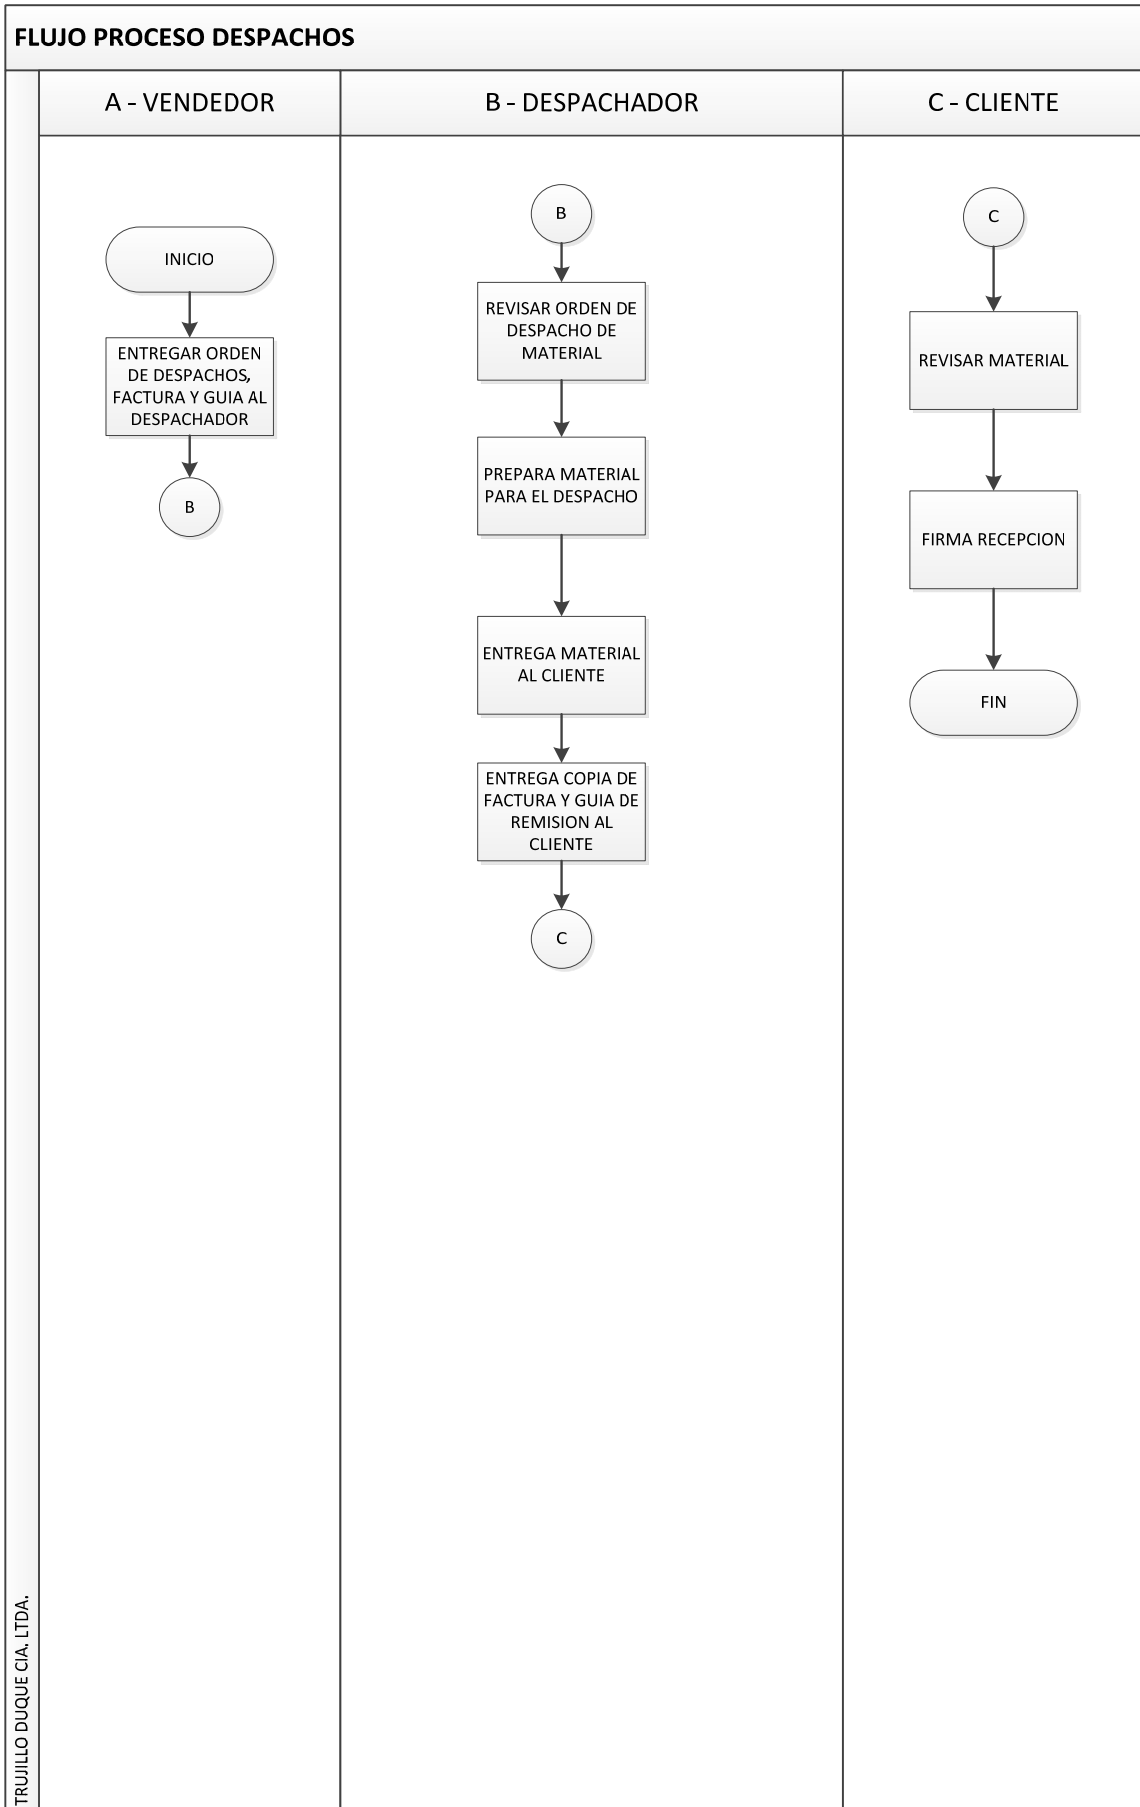 FLUJO PROCESO DESPACHOS
A - VENDEDOR
B - DESPACHADOR
C - CLIENTE
INICIO
ENTREGAR ORDEN
DE DESPACHOS,
FACTURA Y GUIA AL
DESPACHADOR
B
B
REVISAR ORDEN DE
DESPACHO DE
MATERIAL
PREPARA MATERIAL
PARA EL DESPACHO
ENTREGA MATERIAL
AL CLIENTE
ENTREGA COPIA DE
FACTURA Y GUIA DE
REMISION AL
CLIENTE
C
C
REVISAR MATERIAL
FIRMA RECEPCION
FIN
TRUJILLO DUQUE CIA. LTDA.